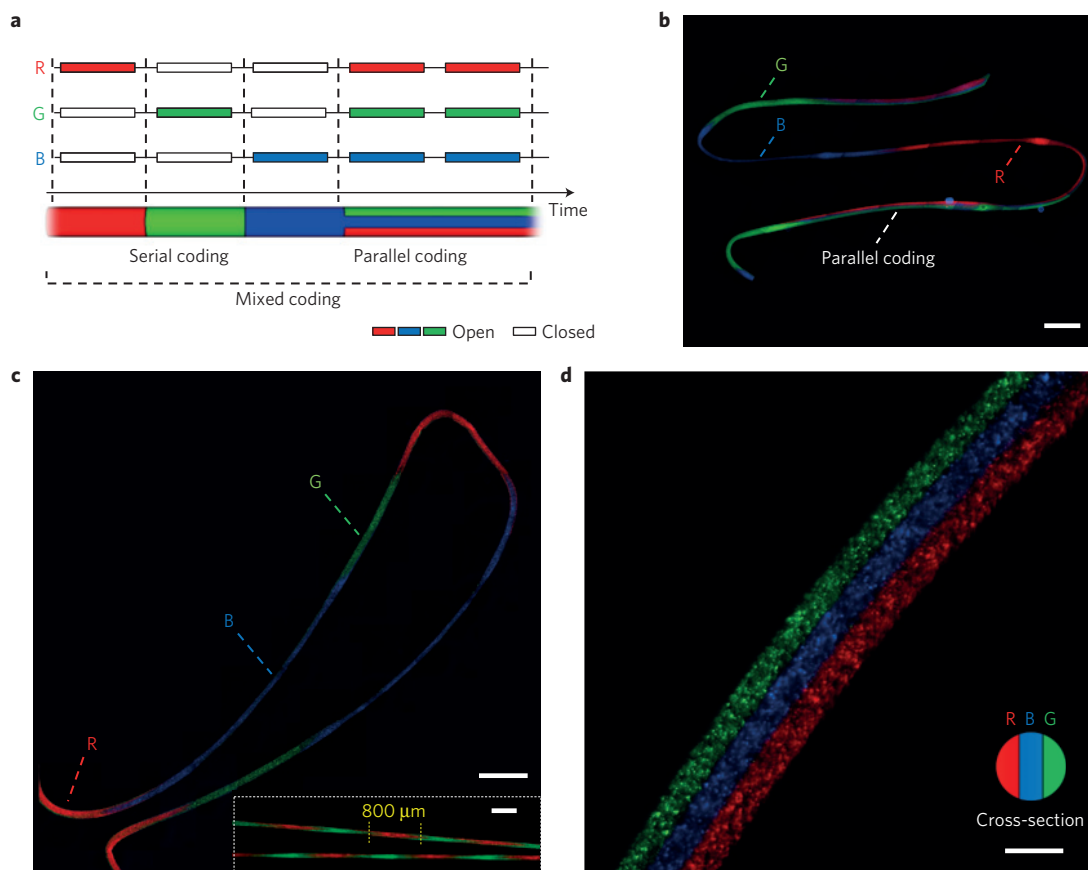 a
R
G
B
Time
Serial coding
Parallel coding
Mixed coding
Open
Closed
b
G
B
R
Parallel coding
c
G
B
R
800 µm
d
R B G
Cross-section